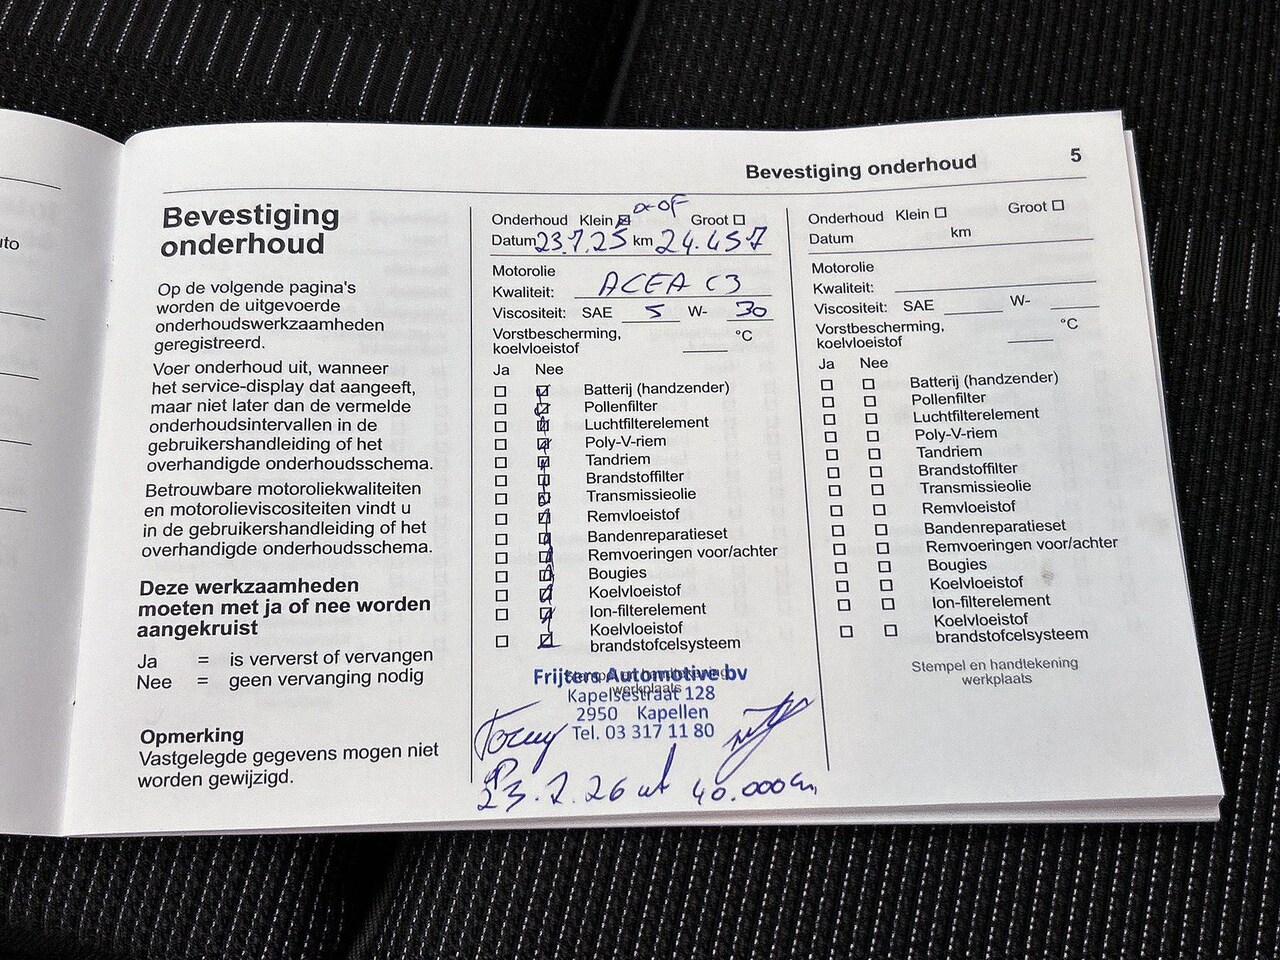 uto
Bevestiging onderhoud 5
Bevestiging
onderhoud
Op de volgende pagina's
worden de uitgevoerde
onderhoudswerkzaamheden
geregistreerd.
Voer onderhoud uit, wanneer
het service-display dat aangeeft,
maar niet later dan de vermelde
onderhoudsintervallen in de
gebruikershandleiding of het
overhandigde onderhoudsschema.
Betrouwbare motoroliekwaliteiten
en motorolieviscositeiten vindt u
in de gebruikershandleiding of het
overhandigde onderhoudsschema.
Deze werkzaamheden
moeten met ja of nee worden
aangekruist
Ja = is ververst of vervangen
Nee = geen vervanging nodig
Opmerking
Vastgelegde gegevens mogen niet
worden gewijzigd.
Onderhoud Klein Groot
Datum 23.7.25 km 24.457
Motorolie
Kwaliteit: ACEA C3
Viscositeit: SAE 5 W- 30
Vorstbescherming,
koelvloeistof °C
Ja Nee
Batterij (handzender)
Pollenfilter
Luchtfilterelement
Poly-V-riem
Tandriem
Brandstoffilter
Transmissieolie
Remvloeistof
Bandenreparatieset
Remvoeringen voor/achter
Bougies
Koelvloeistof
Ion-filterelement
Koelvloeistof
brandstofcelsysteem
Stempel en handtekening
werkplaats
Frijters Automotive bv
Kapelsestraat 128
2950 Kapellen
Tel. 03 317 11 80
23.7.26 40.000
Onderhoud Klein Groot
Datum km
Motorolie
Kwaliteit:
Viscositeit: SAE W-
Vorstbescherming,
koelvloeistof °C
Ja Nee
Batterij (handzender)
Pollenfilter
Luchtfilterelement
Poly-V-riem
Tandriem
Brandstoffilter
Transmissieolie
Remvloeistof
Bandenreparatieset
Remvoeringen voor/achter
Bougies
Koelvloeistof
Ion-filterelement
Koelvloeistof
brandstofcelsysteem
Stempel en handtekening
werkplaats